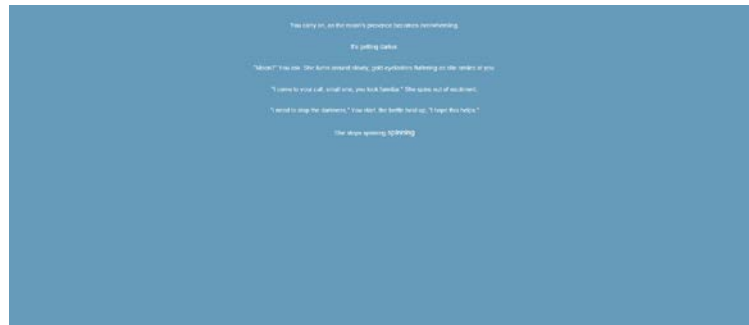 You carry on, as the moon's presence becomes overwhelming.
It's getting darker.
"Moon?" You ask. She turns around slowly, gold eyelashes fluttering as she smiles at you.
"I came to your call, small one, you look familiar." She spins out of excitment.
"I need to stop the darkness," You start, the bottle held up, "I hope this helps."
She stops spinning spinning